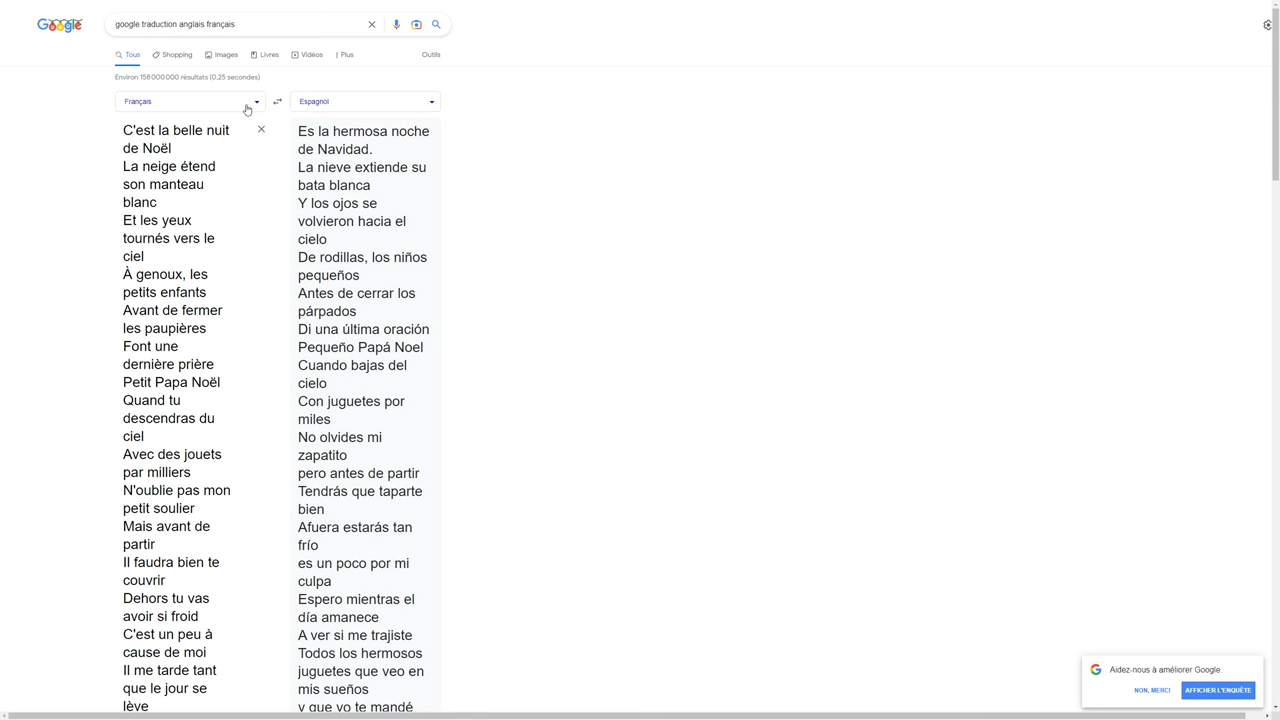 Google
google traduction anglais français
Tous
Shopping
Images
Livres
Vidéos
Plus
Outils
Environ 158 000 000 résultats (0,25 secondes)
Français
Espagnol
C'est la belle nuit
de Noël
La neige étend
son manteau
blanc
Et les yeux
tournés vers le
ciel
À genoux, les
petits enfants
Avant de fermer
les paupières
Font une
dernière prière
Petit Papa Noël
Quand tu
descendras du
ciel
Avec des jouets
par milliers
N'oublie pas mon
petit soulier
Mais avant de
partir
Il faudra bien te
couvrir
Dehors tu vas
avoir si froid
C'est un peu à
cause de moi
Il me tarde tant
que le jour se
lève
Es la hermosa noche
de Navidad.
La nieve extiende su
bata blanca
Y los ojos se
volvieron hacia el
cielo
De rodillas, los niños
pequeños
Antes de cerrar los
párpados
Di una última oración
Pequeño Papá Noel
Cuando bajas del
cielo
Con juguetes por
miles
No olvides mi
zapatito
pero antes de partir
Tendrás que taparte
bien
Afuera estarás tan
frío
es un poco por mi
culpa
Espero mientras el
día amanece
A ver si me trajiste
Todos los hermosos
juguetes que veo en
mis sueños
y que yo te mandé
Aidez-nous à améliorer Google.
NON, MERCI
AFFICHER L'ENQUÊTE